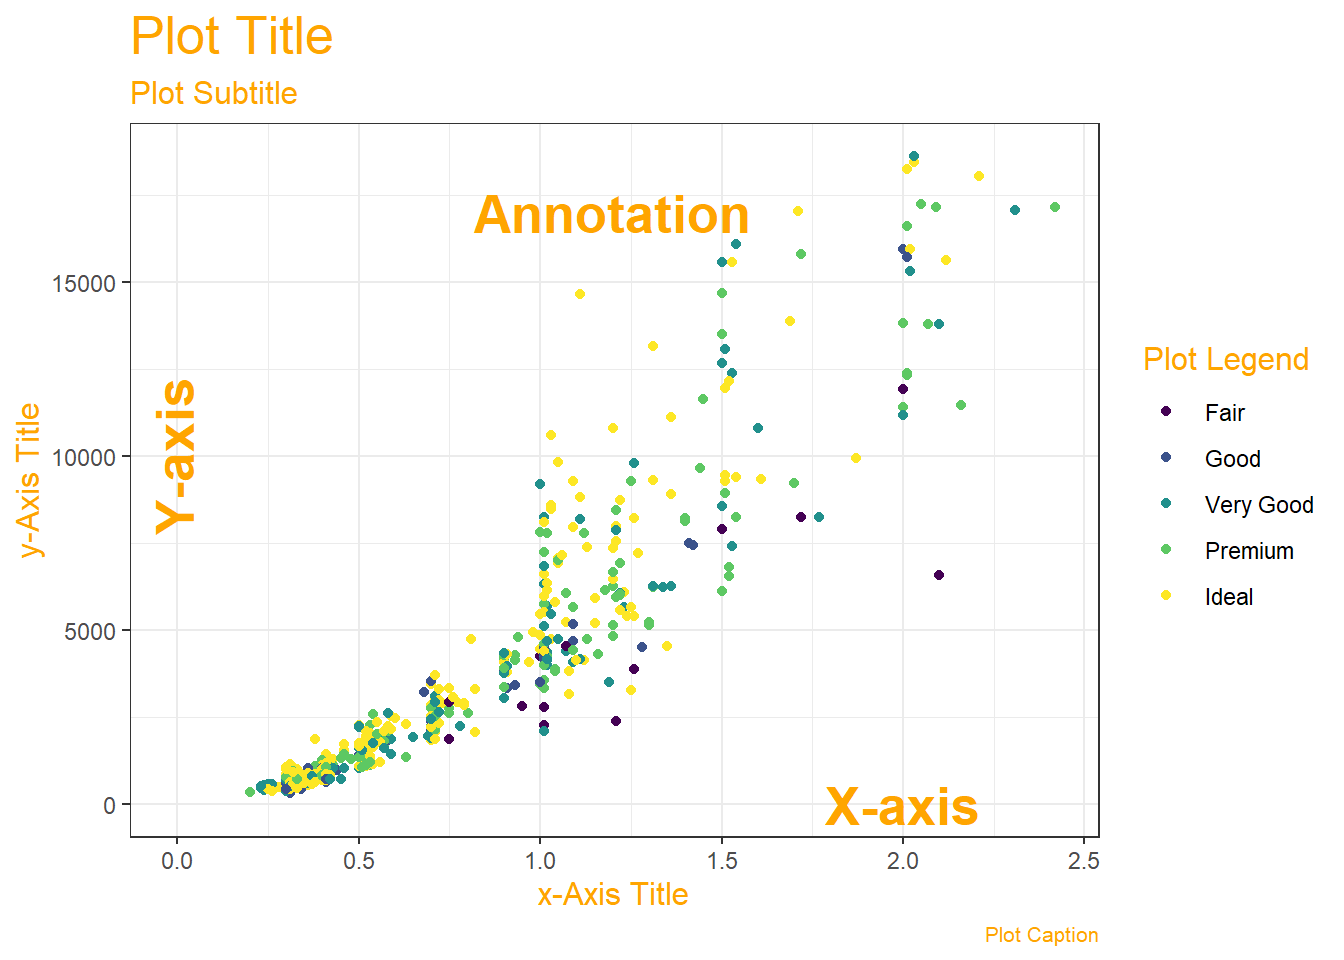 Plot Title
Plot Subtitle
Annotation
15000
10000
5000
0
y-Axis Title
Y-axis
X-axis
0.0 0.5 1.0 1.5 2.0 2.5
x-Axis Title
Plot Legend
Fair
Good
Very Good
Premium
Ideal
Plot Caption